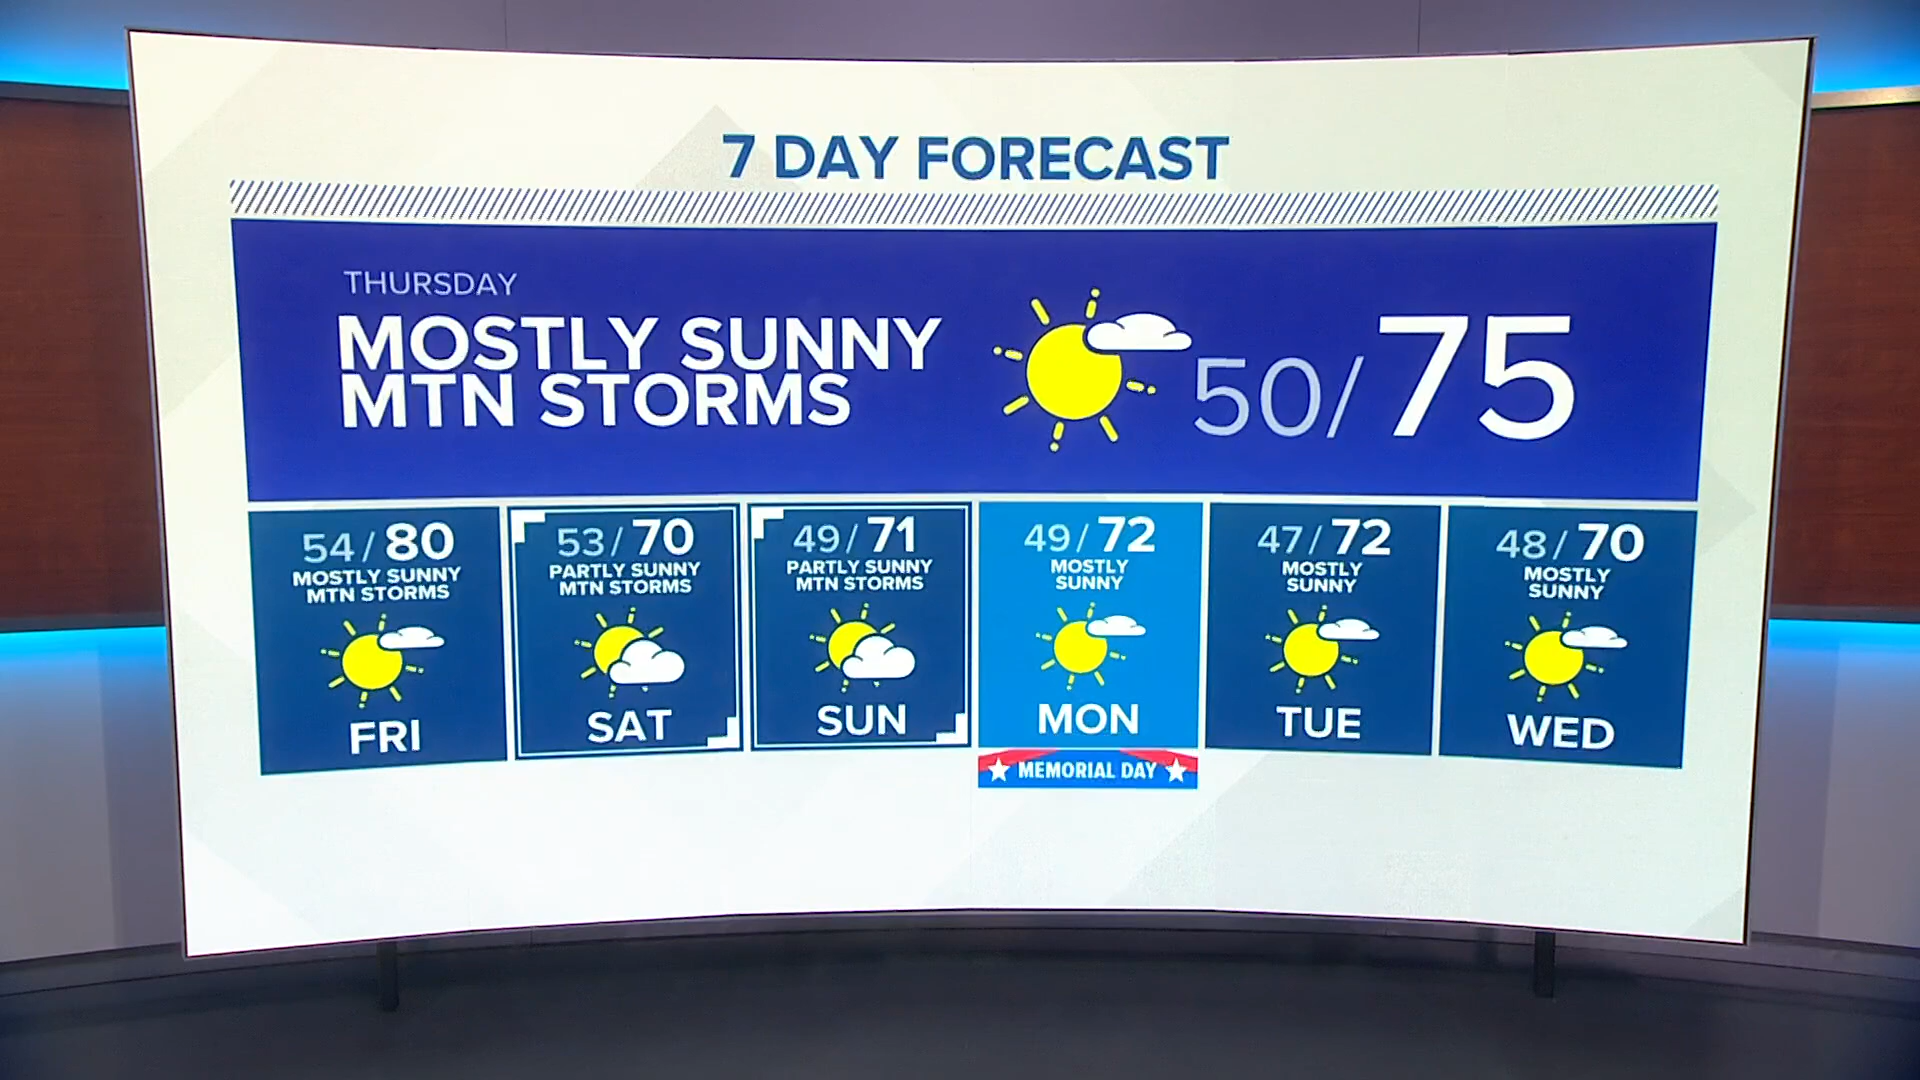 7 DAY FORECAST
THURSDAY
MOSTLY SUNNY
MTN STORMS
50/75
54/80
MOSTLY SUNNY
MTN STORMS
FRI
53/70
PARTLY SUNNY
MTN STORMS
SAT
49/71
PARTLY SUNNY
MTN STORMS
SUN
49/72
MOSTLY
SUNNY
MON
MEMORIAL DAY
47/72
MOSTLY
SUNNY
TUE
48/70
MOSTLY
SUNNY
WED